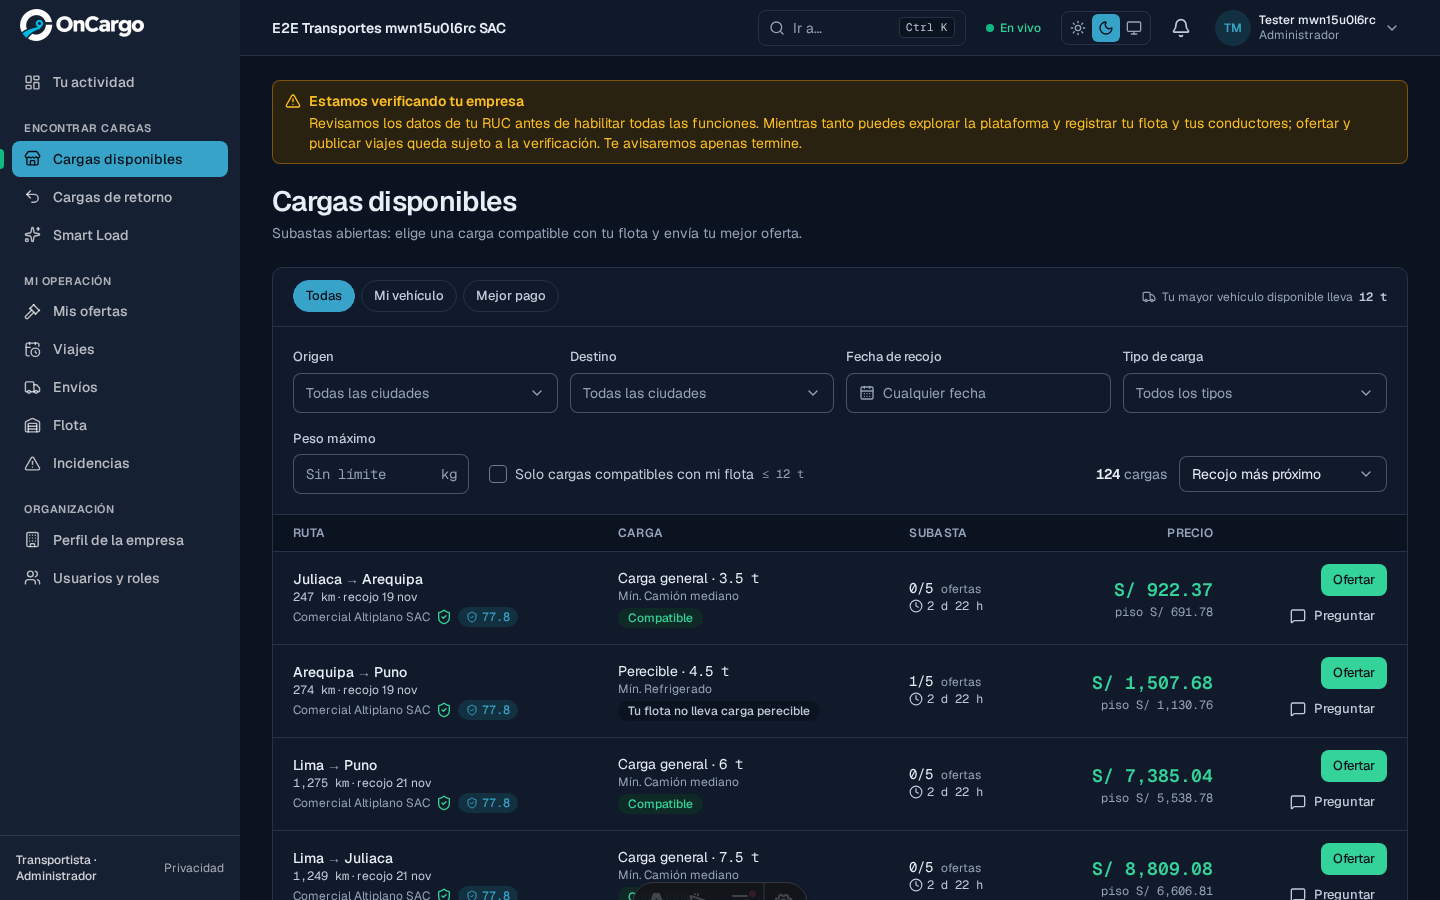 OnCargo
E2E Transportes mwn15u0l6rc SAC
Ir a...
Ctrl K
En vivo
TM
Tester mwn15u0l6rc
Administrador
Tu actividad
ENCONTRAR CARGAS
Cargas disponibles
Cargas de retorno
Smart Load
MI OPERACIÓN
Mis ofertas
Viajes
Envíos
Flota
Incidencias
ORGANIZACIÓN
Perfil de la empresa
Usuarios y roles
Transportista ·
Administrador
Privacidad
Estamos verificando tu empresa
Revisamos los datos de tu RUC antes de habilitar todas las funciones. Mientras tanto puedes explorar la plataforma y registrar tu flota y tus conductores; ofertar y
publicar viajes queda sujeto a la verificación. Te avisaremos apenas termine.
Cargas disponibles
Subastas abiertas: elige una carga compatible con tu flota y envía tu mejor oferta.
Todas
Mi vehículo
Mejor pago
Tu mayor vehículo disponible lleva 12 t
Origen
Destino
Fecha de recojo
Tipo de carga
Todas las ciudades
Todas las ciudades
Cualquier fecha
Todos los tipos
Peso máximo
Sin límite kg
Solo cargas compatibles con mi flota ≤ 12 t
124 cargas
Recojo más próximo
RUTA
CARGA
SUBASTA
PRECIO
Juliaca → Arequipa
247 km · recojo 19 nov
Comercial Altiplano SAC 77.8
Carga general · 3.5 t
Mín. Camión mediano
Compatible
0/5 ofertas
2 d 22 h
S/ 922.37
piso S/ 691.78
Ofertar
Preguntar
Arequipa → Puno
274 km · recojo 19 nov
Comercial Altiplano SAC 77.8
Perecible · 4.5 t
Mín. Refrigerado
Tu flota no lleva carga perecible
1/5 ofertas
2 d 22 h
S/ 1,507.68
piso S/ 1,130.76
Ofertar
Preguntar
Lima → Puno
1,275 km · recojo 21 nov
Comercial Altiplano SAC 77.8
Carga general · 6 t
Mín. Camión mediano
Compatible
0/5 ofertas
2 d 22 h
S/ 7,385.04
piso S/ 5,538.78
Ofertar
Preguntar
Lima → Juliaca
1,249 km · recojo 21 nov
Comercial Altiplano SAC 77.8
Carga general · 7.5 t
Mín. Camión mediano
0/5 ofertas
2 d 22 h
S/ 8,809.08
piso S/ 6,606.81
Ofertar
Preguntar